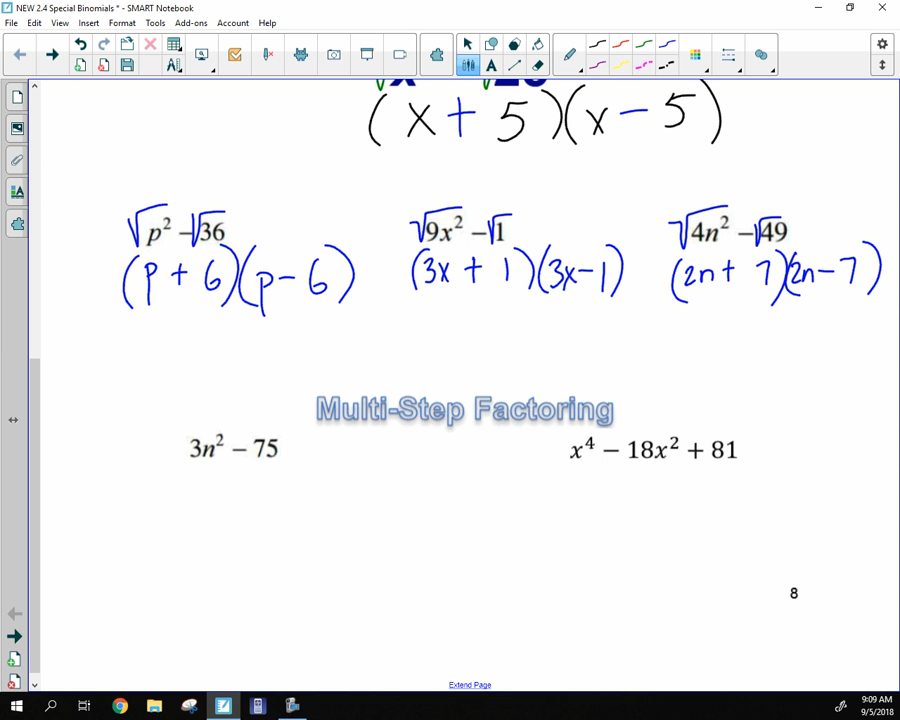 NEW 2.4 Special Binomials * - SMART Notebook
File Edit View Insert Format Tools Add-ons Account Help
(x + 5)(x - 5)
√p² - √36
(p + 6)(p - 6)
√9x² - √1
(3x + 1)(3x - 1)
√4n² - √49
(2n + 7)(2n - 7)
Multi-Step Factoring
3n² - 75
x⁴ - 18x² + 81
8
Extend Page
9:09 AM
9/5/2018